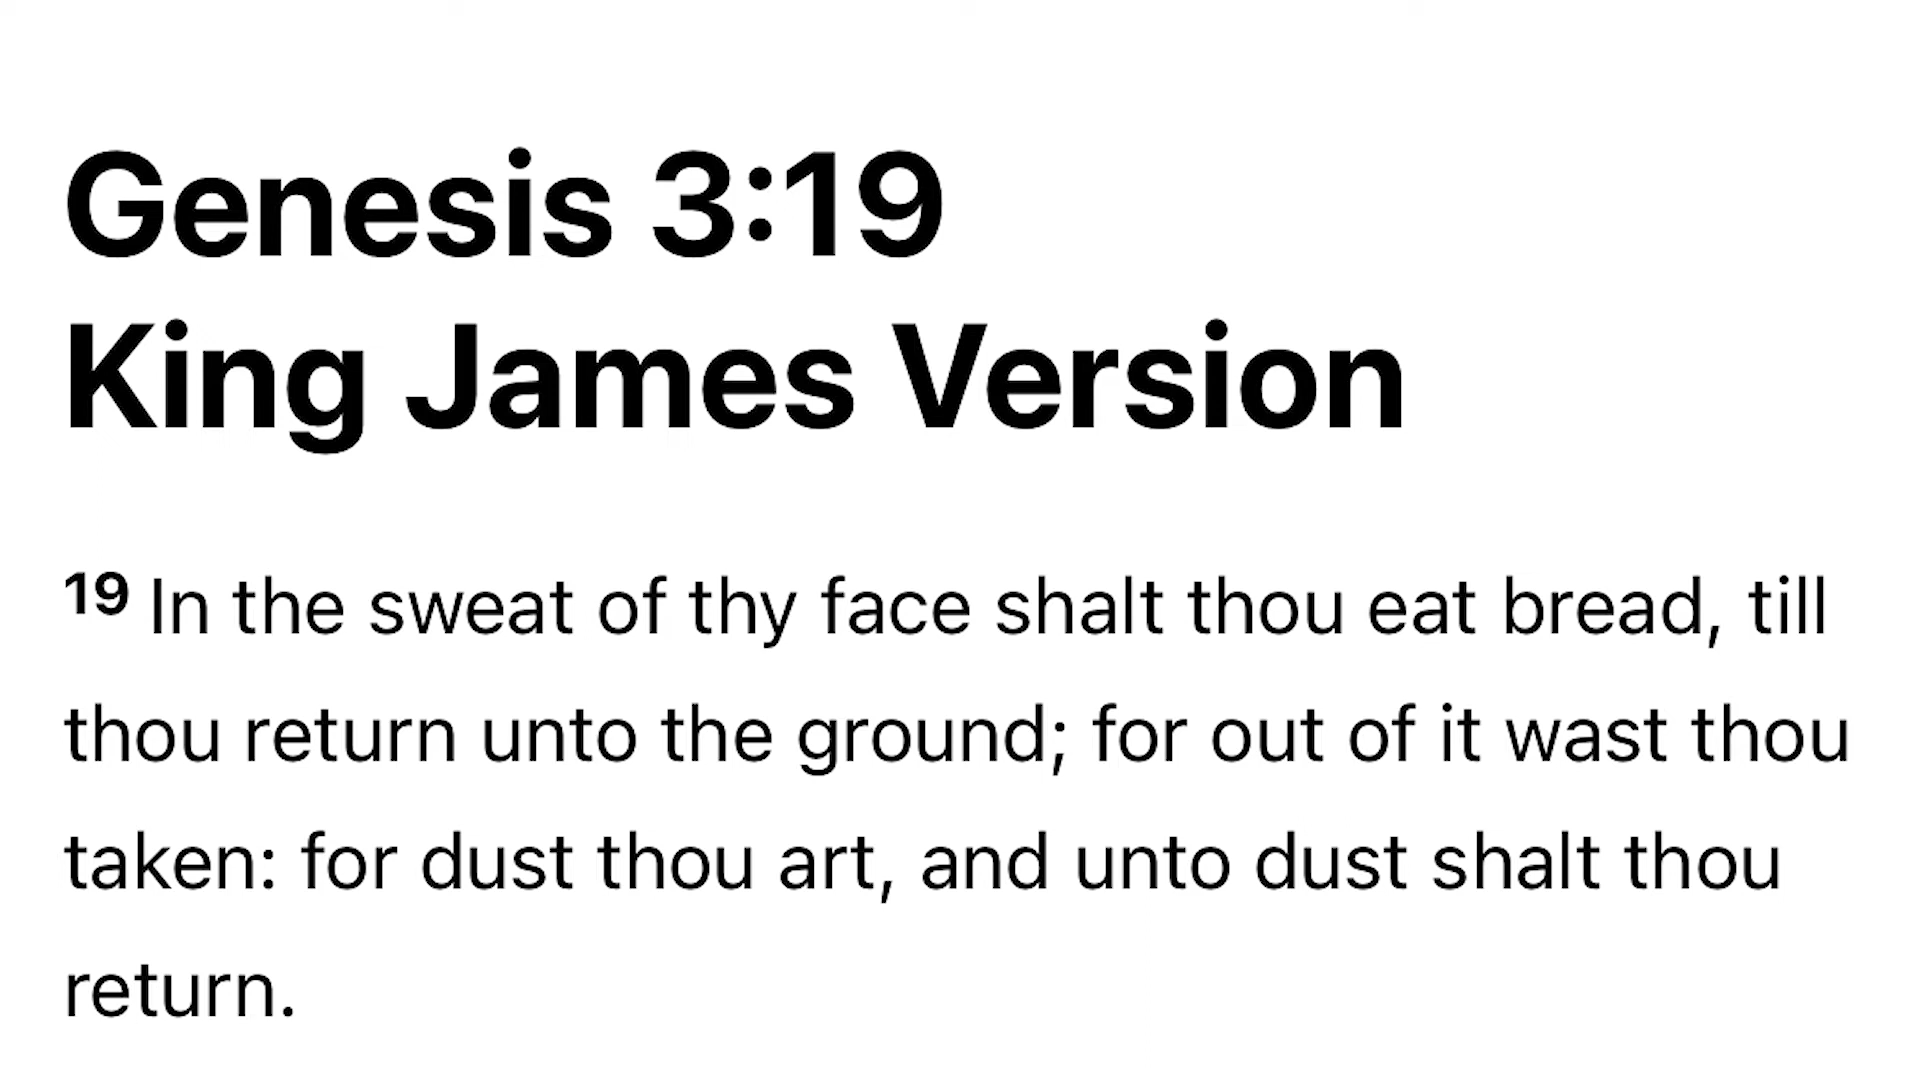 Genesis 3:19
King James Version
19 In the sweat of thy face shalt thou eat bread, till
thou return unto the ground; for out of it wast thou
taken: for dust thou art, and unto dust shalt thou
return.